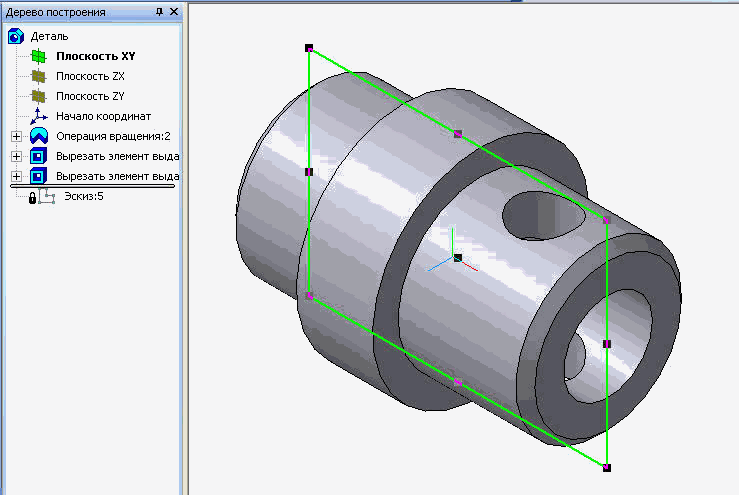 Дерево построения
Деталь
Плоскость XY
Плоскость ZX
Плоскость ZY
Начало координат
Операция вращения:2
Вырезать элемент выда
Вырезать элемент выда
Эскиз:5